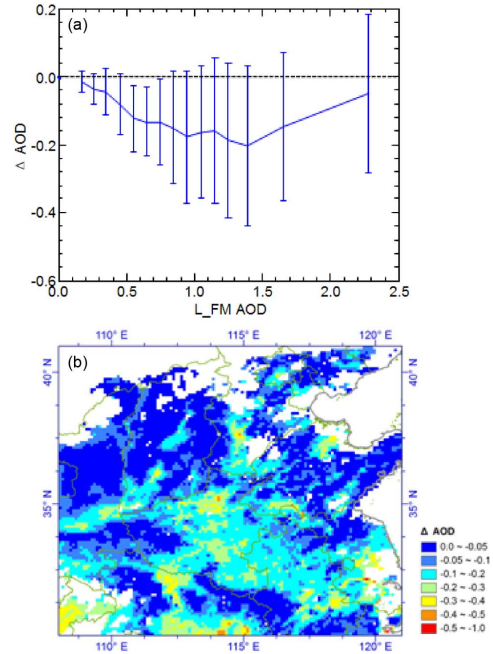 (a)
0.2
0.0
-0.2
-0.4
-0.6
Δ AOD
0.0 0.5 1.0 1.5 2.0 2.5
L_FM AOD
110° E 115° E 120° E
(b)
40° N 40° N
35° N 35° N
Δ AOD
0.0 ~ -0.05
-0.05 ~ -0.1
-0.1 ~ -0.2
-0.2 ~ -0.3
-0.3 ~ -0.4
-0.4 ~ -0.5
-0.5 ~ -1.0